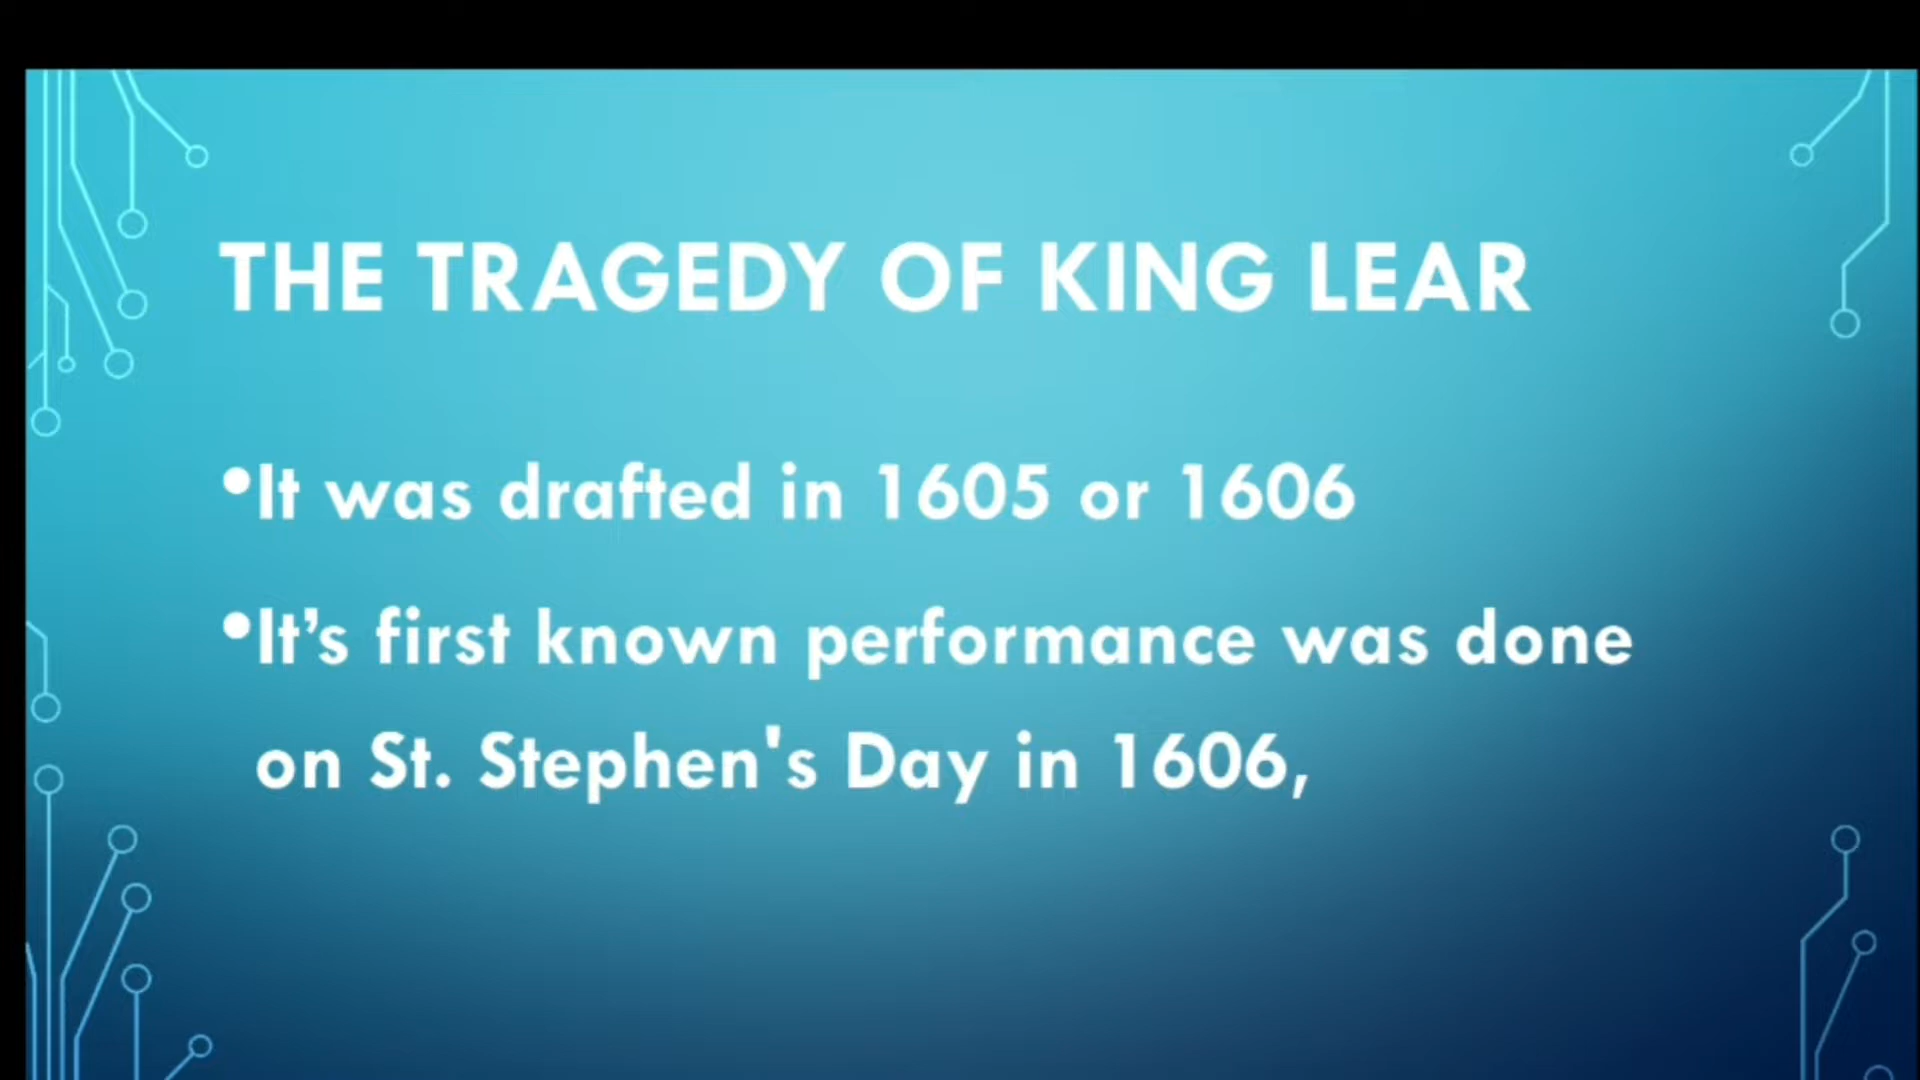 THE TRAGEDY OF KING LEAR
•It was drafted in 1605 or 1606
•It’s first known performance was done
on St. Stephen's Day in 1606,